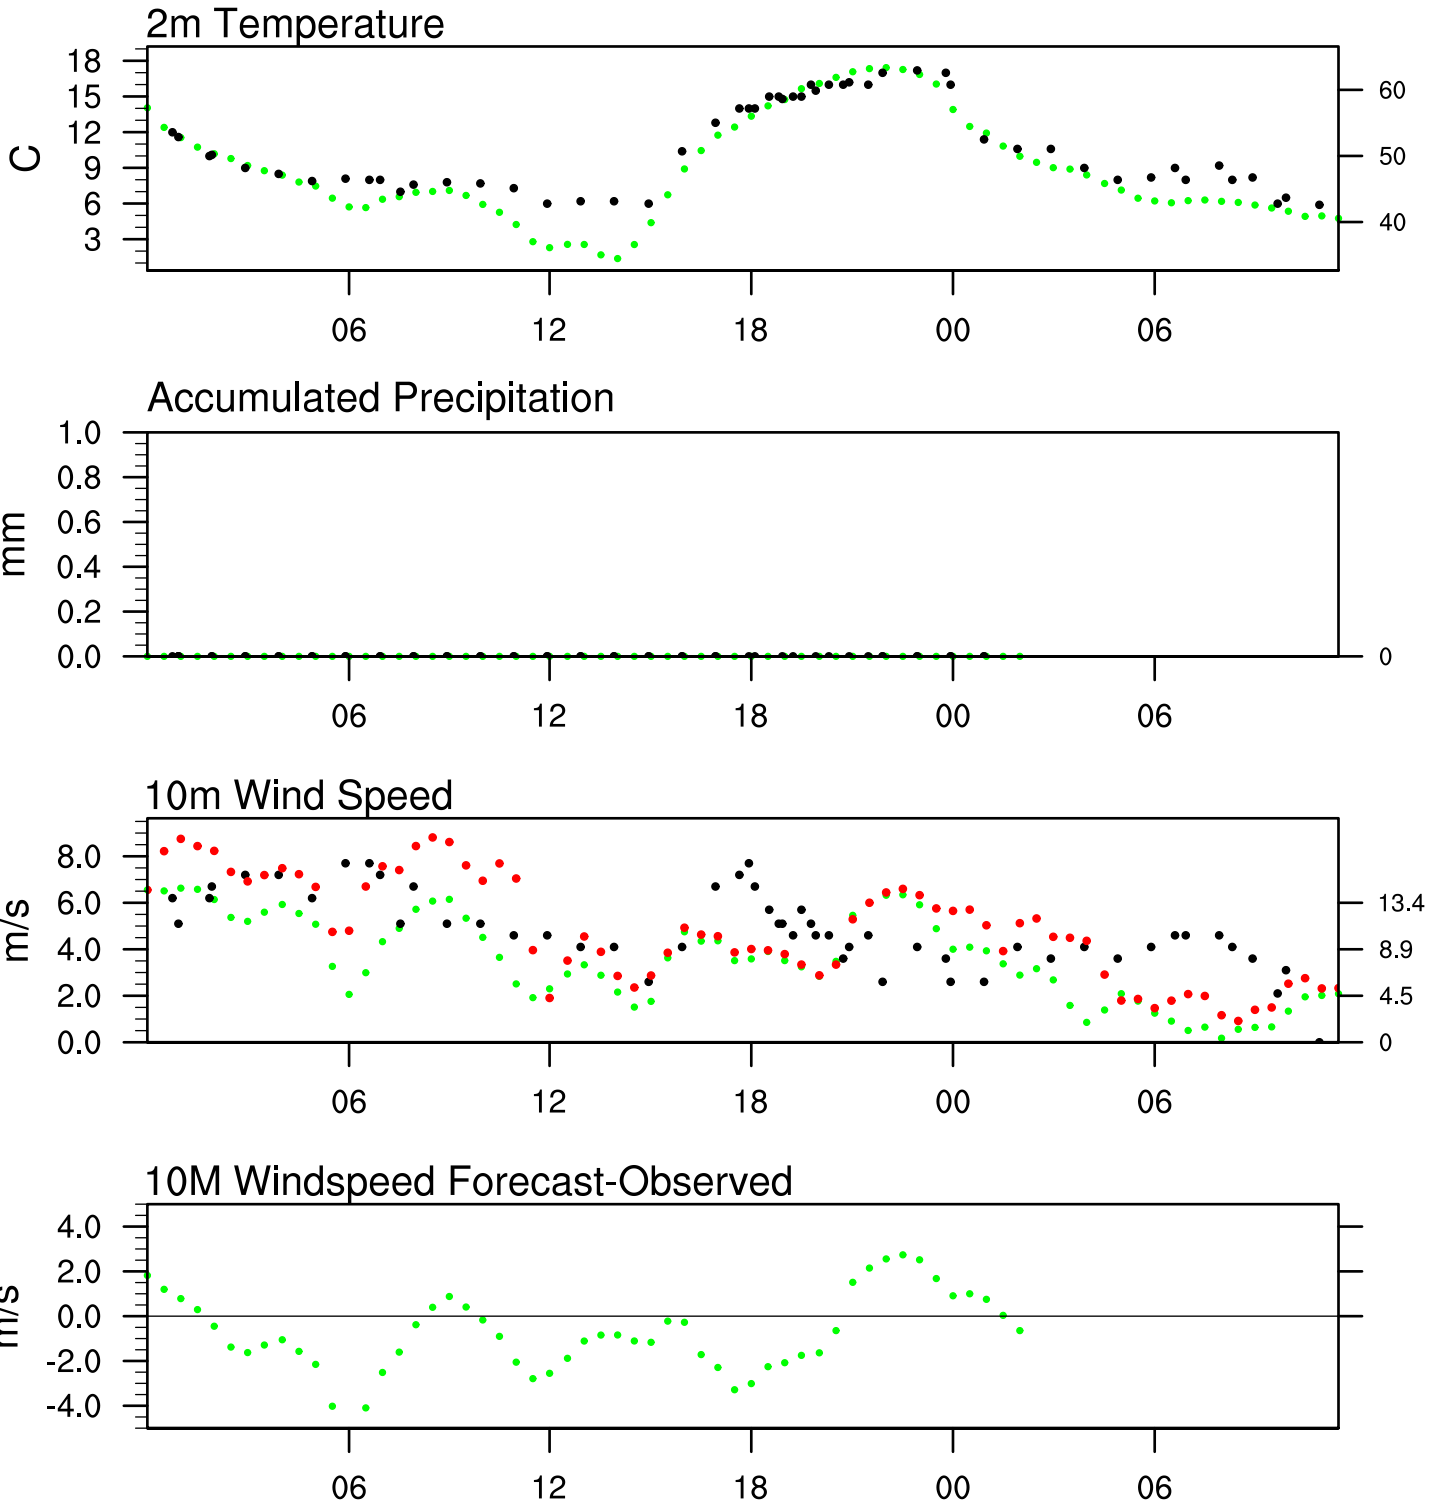 2m Temperature
18
15
12
9
6
3
C
60
50
40
06 12 18 00 06
Accumulated Precipitation
1.0
0.8
0.6
0.4
0.2
0.0
mm
0
06 12 18 00 06
10m Wind Speed
8.0
6.0
4.0
2.0
0.0
m/s
13.4
8.9
4.5
0
06 12 18 00 06
10M Windspeed Forecast-Observed
4.0
2.0
0.0
-2.0
-4.0
m/s
06 12 18 00 06